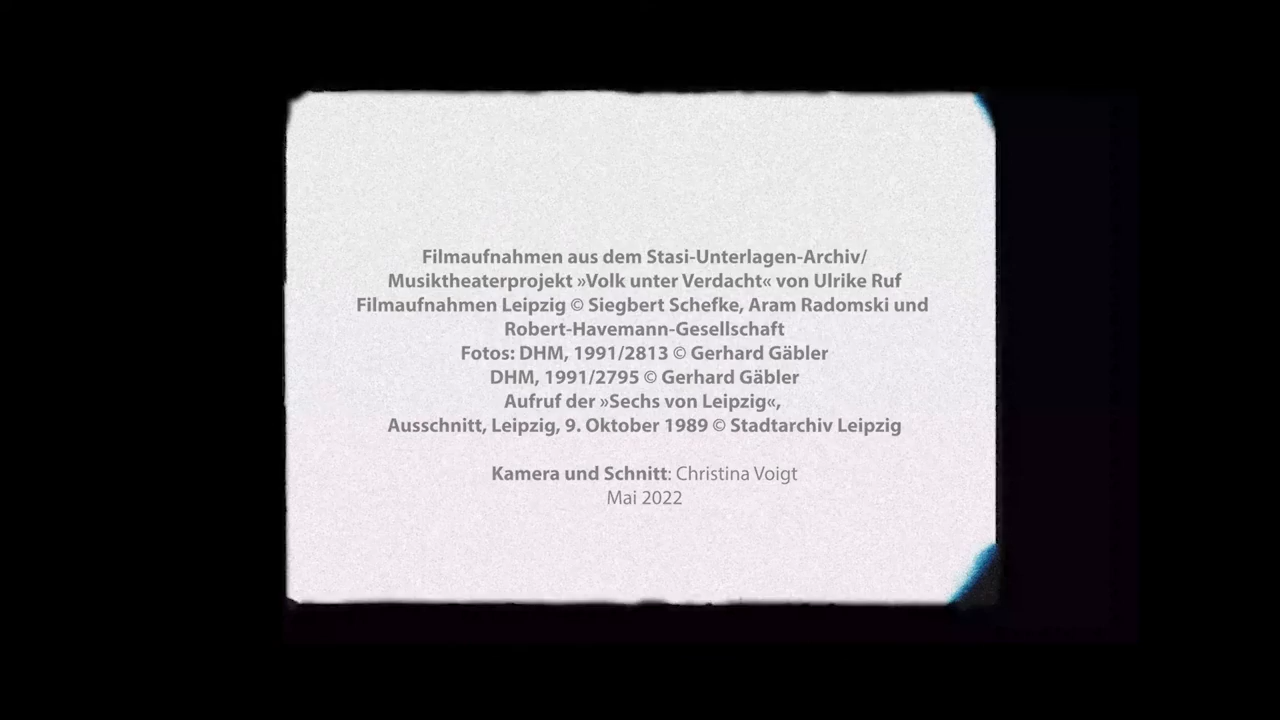 Filmaufnahmen aus dem Stasi-Unterlagen-Archiv/
Musiktheaterprojekt »Volk unter Verdacht« von Ulrike Ruf
Filmaufnahmen Leipzig © Siegbert Schefke, Aram Radomski und
Robert-Havemann-Gesellschaft
Fotos: DHM, 1991/2813 © Gerhard Gäbler
DHM, 1991/2795 © Gerhard Gäbler
Aufruf der »Sechs von Leipzig«,
Ausschnitt, Leipzig, 9. Oktober 1989 © Stadtarchiv Leipzig
Kamera und Schnitt: Christina Voigt
Mai 2022